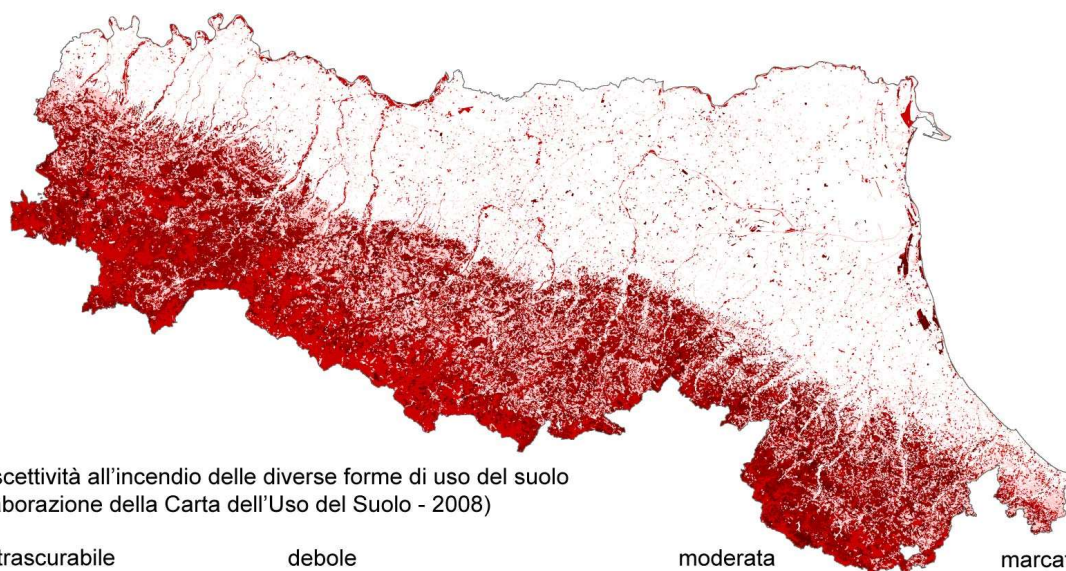 scettività all'incendio delle diverse forme di uso del suolo
aborazione della Carta dell'Uso del Suolo - 2008)
trascurabile debole moderata marcat